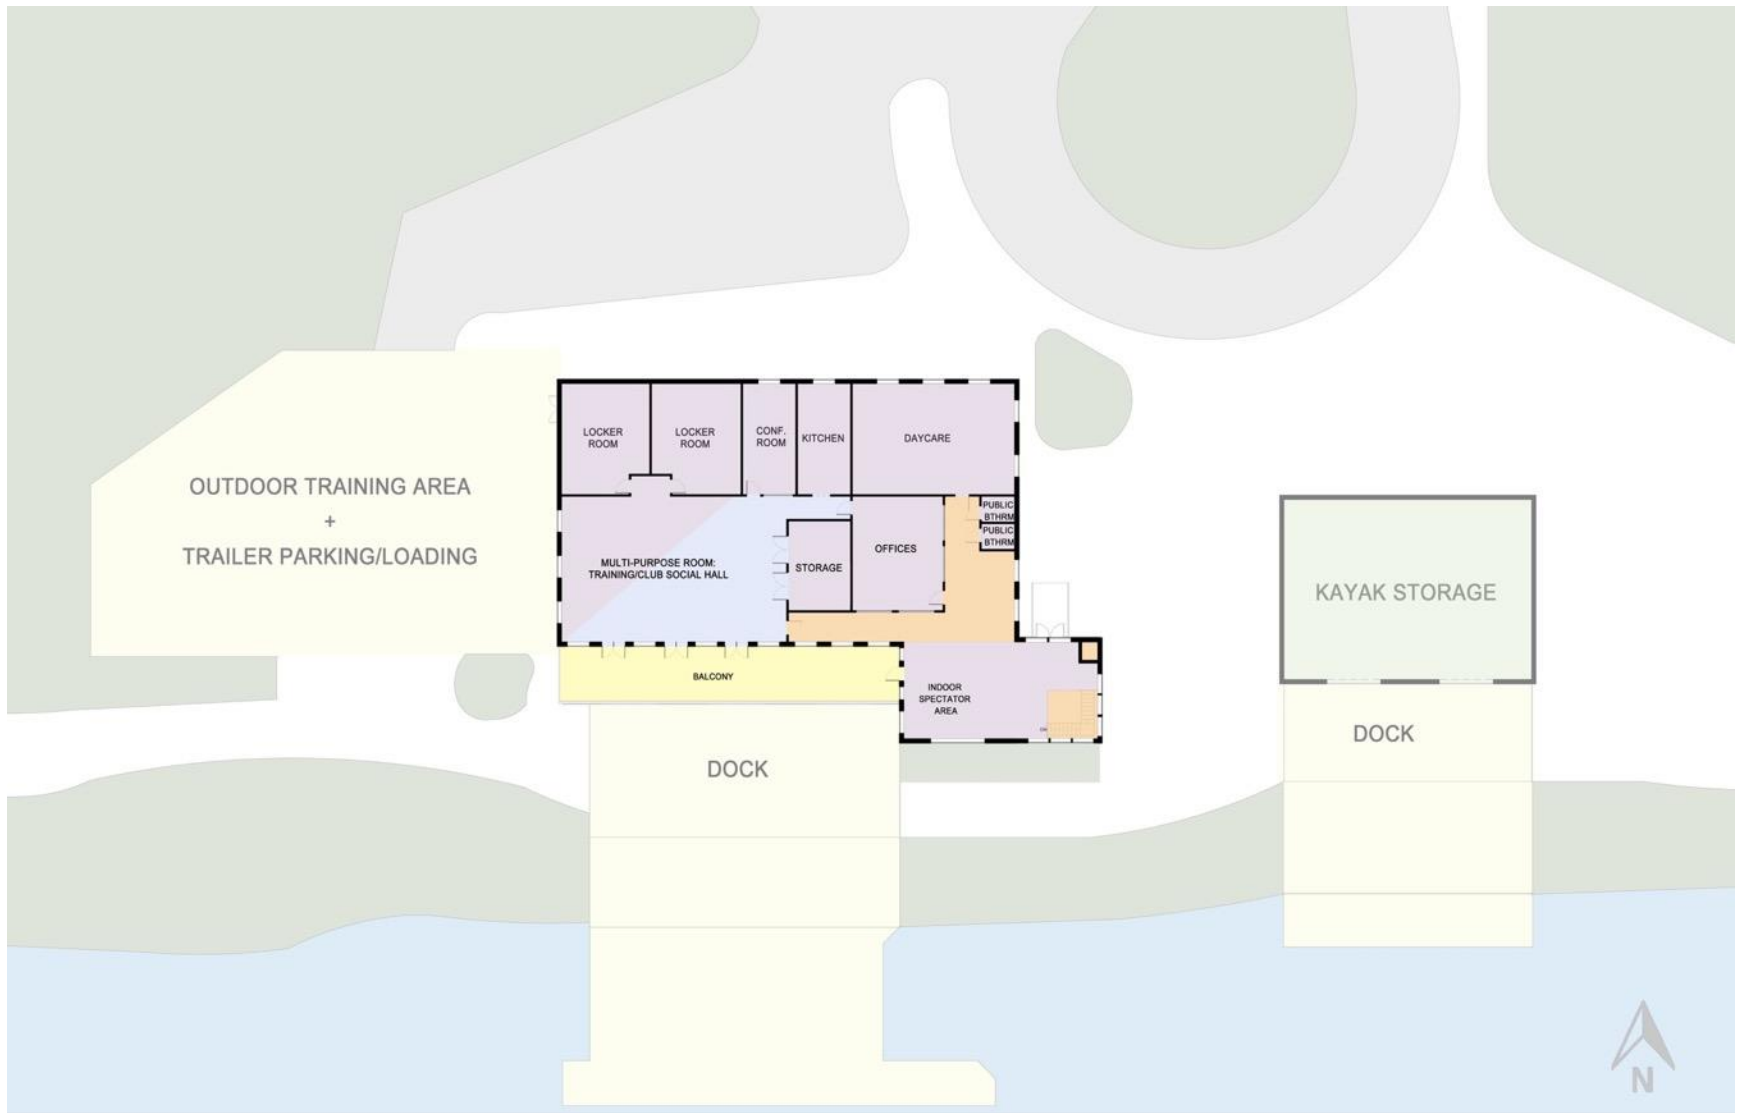 LOCKER
ROOM
LOCKER
ROOM
CONF.
ROOM
KITCHEN
DAYCARE
OUTDOOR TRAINING AREA
+
TRAILER PARKING/LOADING
PUBLIC
BTHRM
PUBLIC
BTHRM
OFFICES
MULTI-PURPOSE ROOM:
TRAINING/CLUB SOCIAL HALL
STORAGE
KAYAK STORAGE
BALCONY
INDOOR
SPECTATOR
AREA
DOCK
DOCK
N